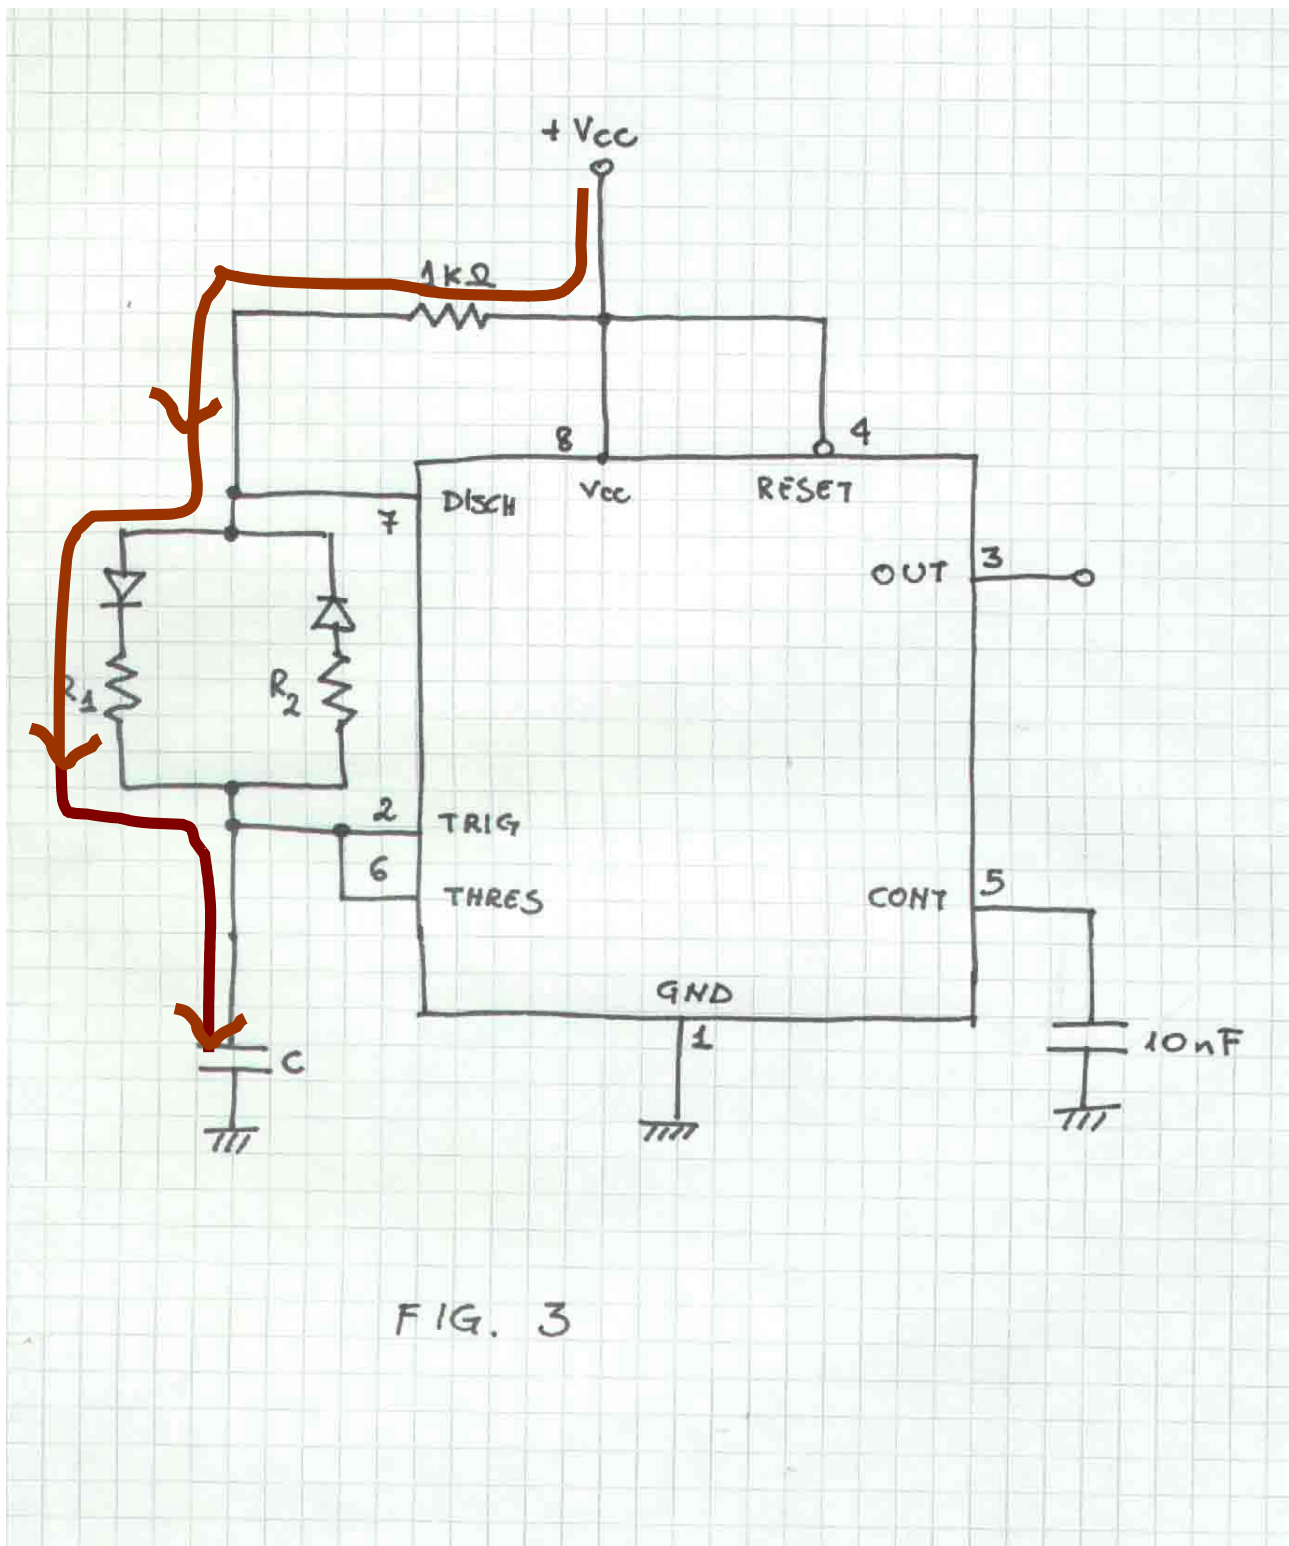 + Vcc
1kΩ
8
4
Vcc
RESET
DISCH
7
OUT
3
R1
R2
2
TRIG
6
THRES
CONT
5
GND
1
C
10nF
FIG. 3